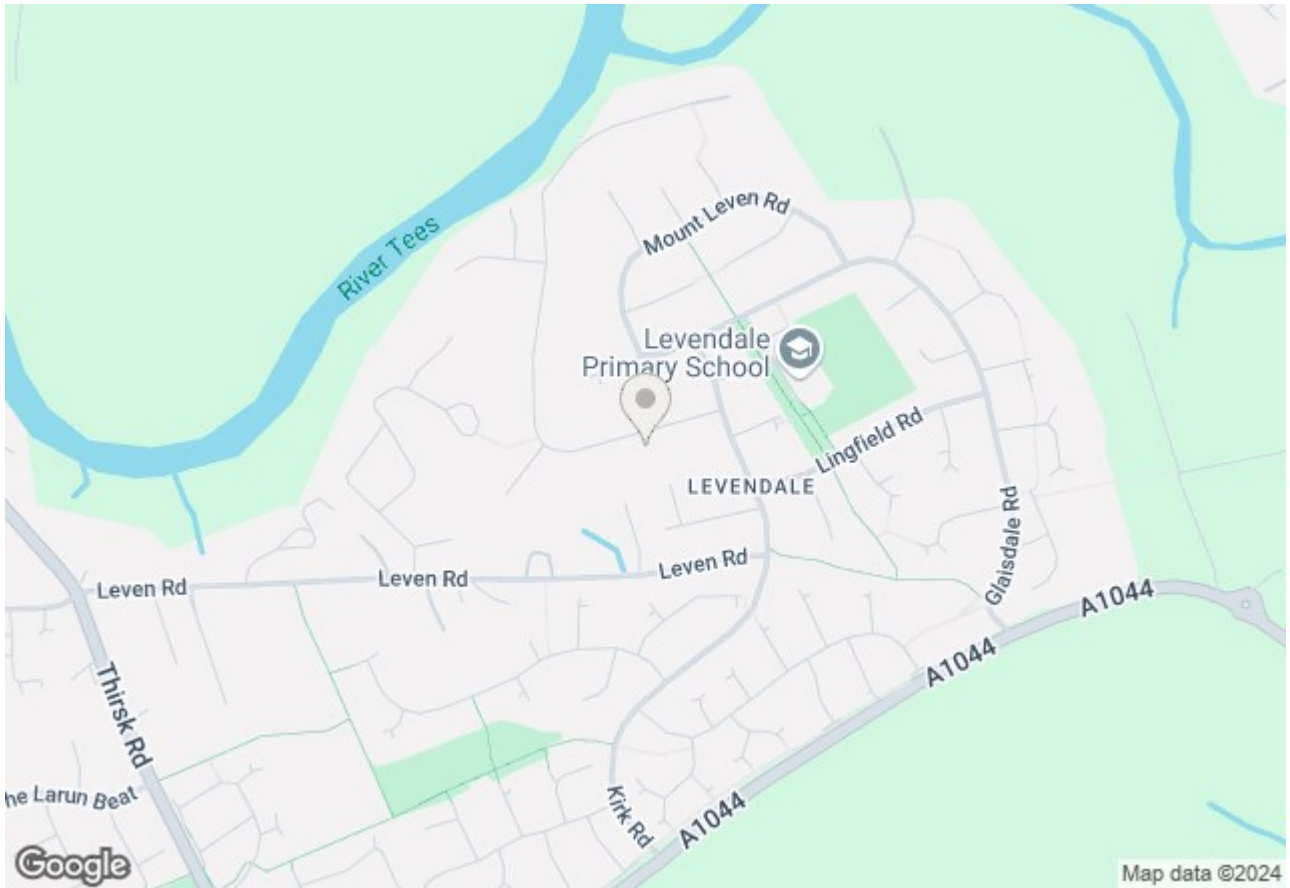 Mount Leven Rd
River Tees
Levendale
Primary School
Lingfield Rd
LEVENDALE
Glaisdale Rd
Leven Rd
Leven Rd
Leven Rd
A1044
A1044
A1044
Thirsk Rd
he Larun Beat
Kirk Rd
Google
Map data ©2024